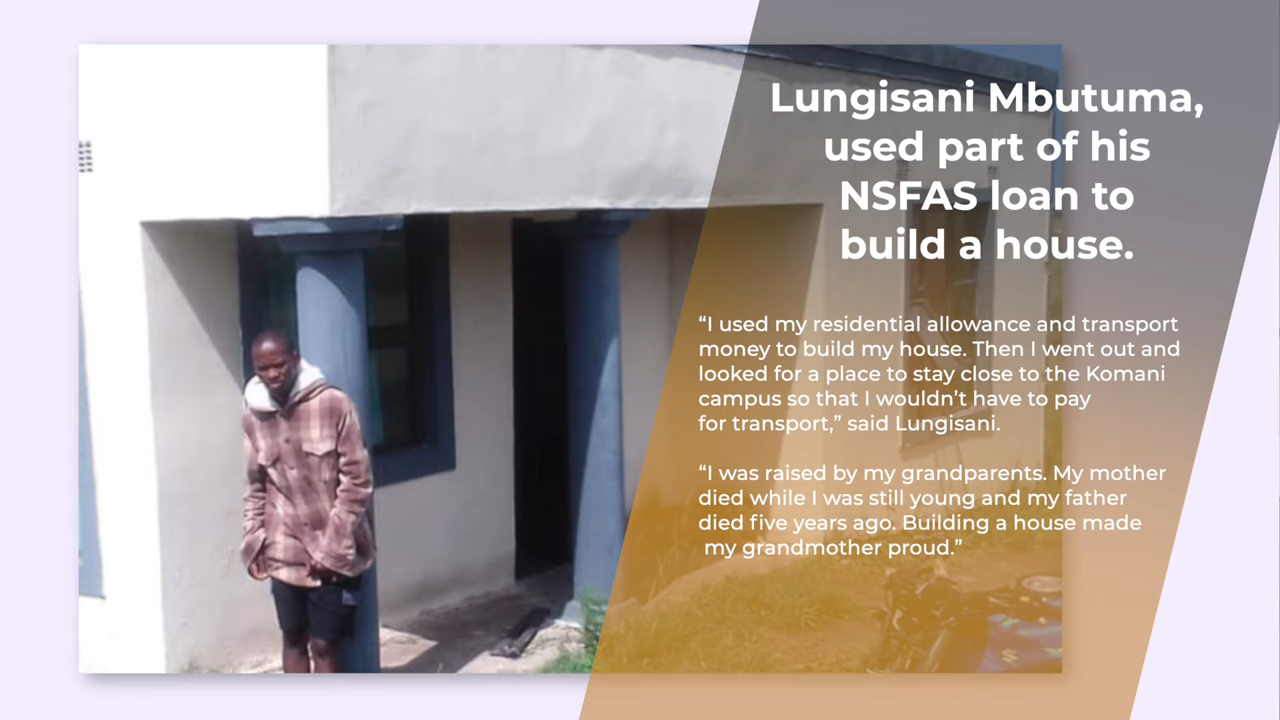 Lungisani Mbutuma,
used part of his
NSFAS loan to
build a house.
“I used my residential allowance and transport
money to build my house. Then I went out and
looked for a place to stay close to the Komani
campus so that I wouldn’t have to pay
for transport,” said Lungisani.
“I was raised by my grandparents. My mother
died while I was still young and my father
died five years ago. Building a house made
my grandmother proud.”